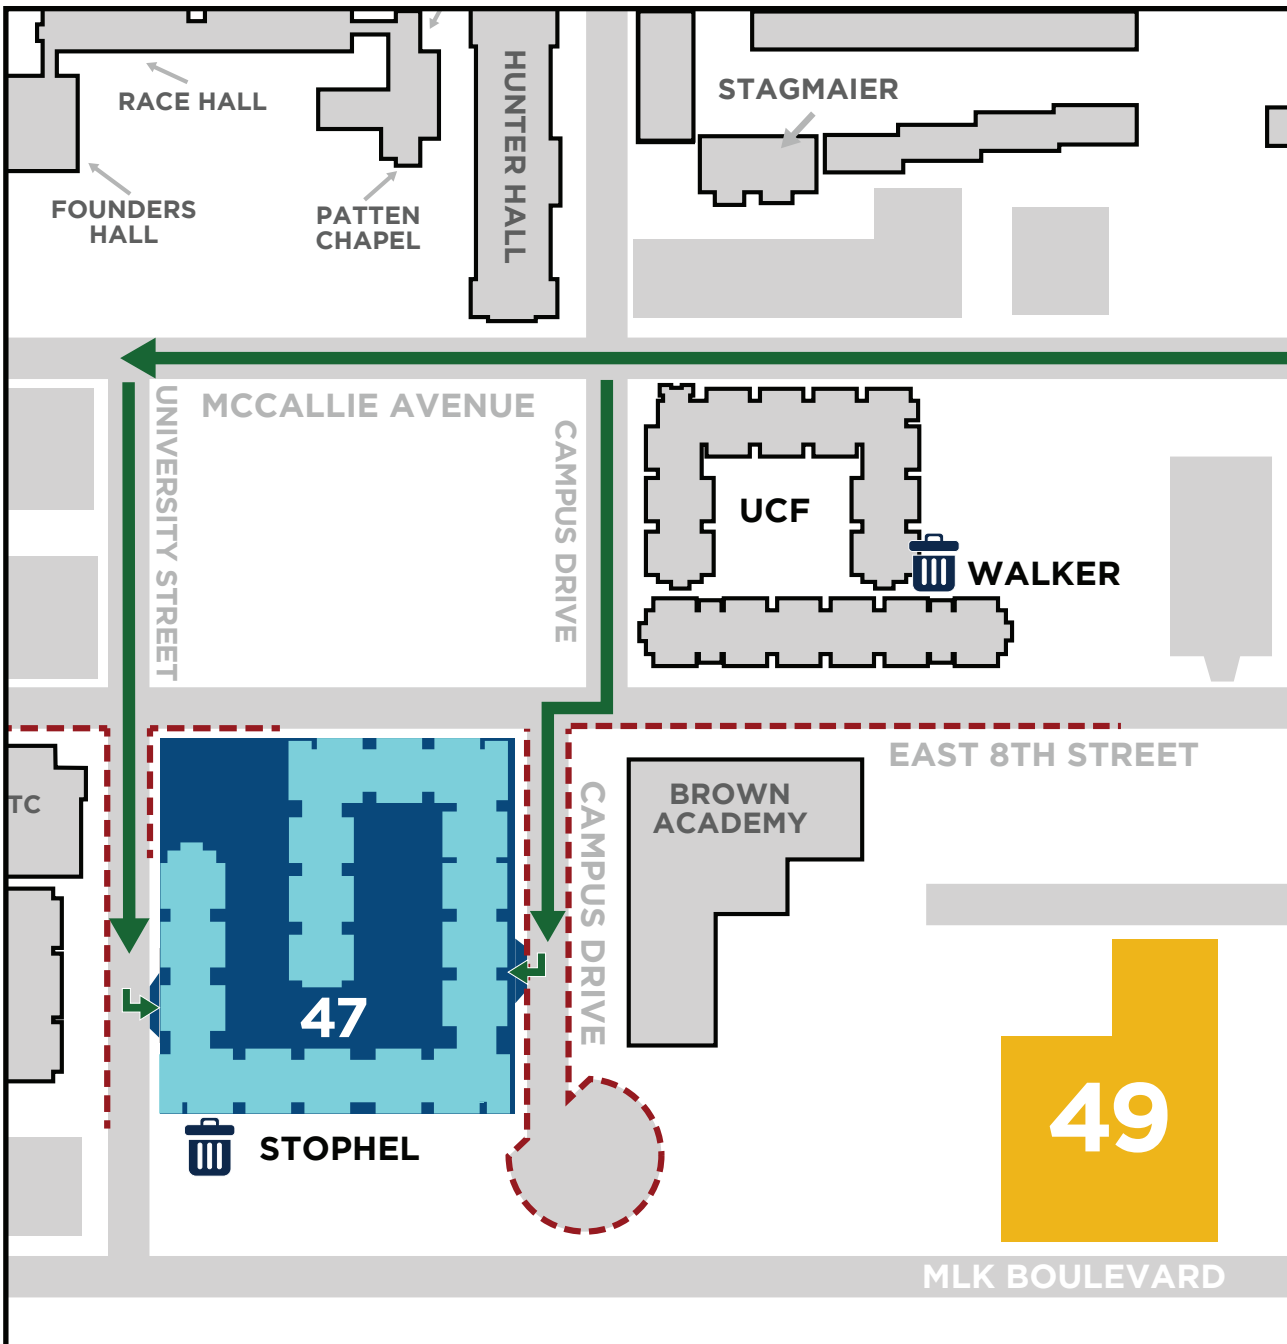 RACE HALL
HUNTER HALL
STAGMAIER
FOUNDERS
HALL
PATTEN
CHAPEL
MCCALLIE AVENUE
UNIVERSITY STREET
CAMPUS DRIVE
UCF
WALKER
EAST 8TH STREET
TC
BROWN
ACADEMY
CAMPUS DRIVE
47
49
STOPHEL
MLK BOULEVARD